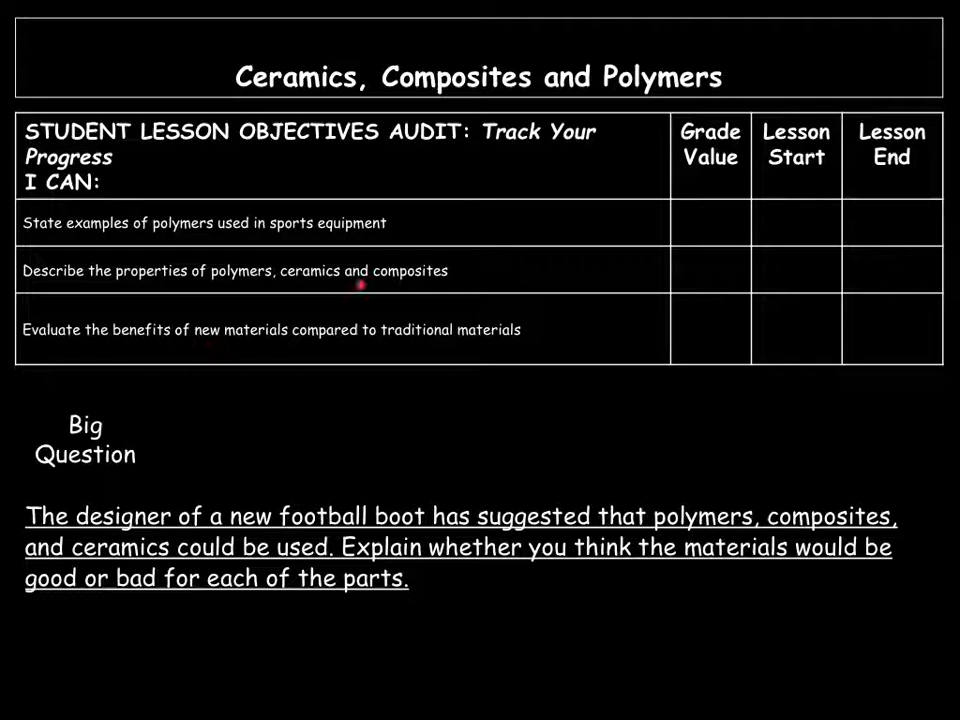 Ceramics, Composites and Polymers
STUDENT LESSON OBJECTIVES AUDIT: Track Your
Progress
I CAN:
Grade
Value
Lesson
Start
Lesson
End
State examples of polymers used in sports equipment
Describe the properties of polymers, ceramics and composites
Evaluate the benefits of new materials compared to traditional materials
Big
Question
The designer of a new football boot has suggested that polymers, composites,
and ceramics could be used. Explain whether you think the materials would be
good or bad for each of the parts.